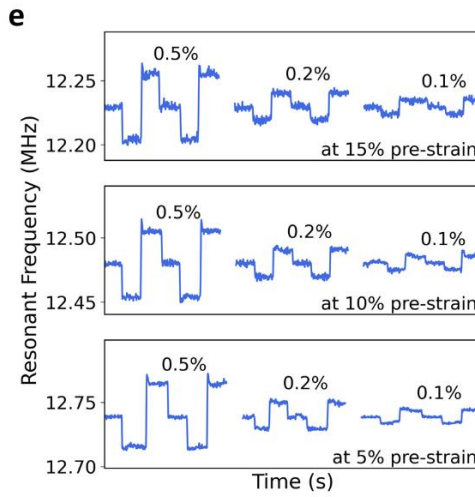 e
Resonant Frequency (MHz)
0.5%
0.2%
0.1%
12.25
12.20
at 15% pre-strain
0.5%
0.2%
0.1%
12.50
12.45
at 10% pre-strain
0.5%
0.2%
0.1%
12.75
12.70
at 5% pre-strain
Time (s)